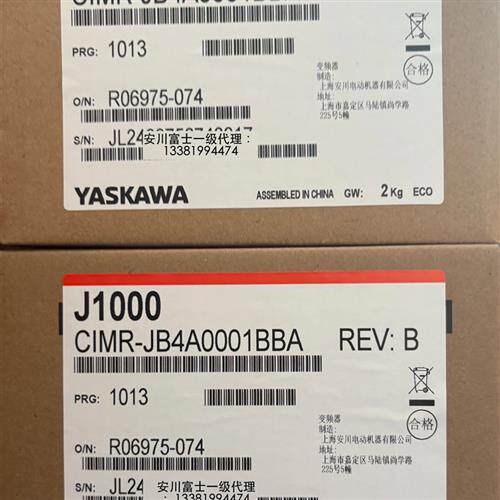 PRG: 1013
变频器
制造:
上海安川电动机器有限公司
地址:
上海市嘉定区马陆镇尚学路
225号5幢
合格
O/N: R06975-074
S/N: JL24
安川富士一级代理:
13381994474
YASKAWA
ASSEMBLED IN CHINA GW: 2Kg ECO
J1000
CIMR-JB4A0001BBA REV: B
PRG: 1013
变频器
制造:
上海安川电动机器有限公司
地址:
上海市嘉定区马陆镇尚学路
225号5幢
合格
O/N: R06975-074
S/N: JL24
安川富士一级代理:
13381994474